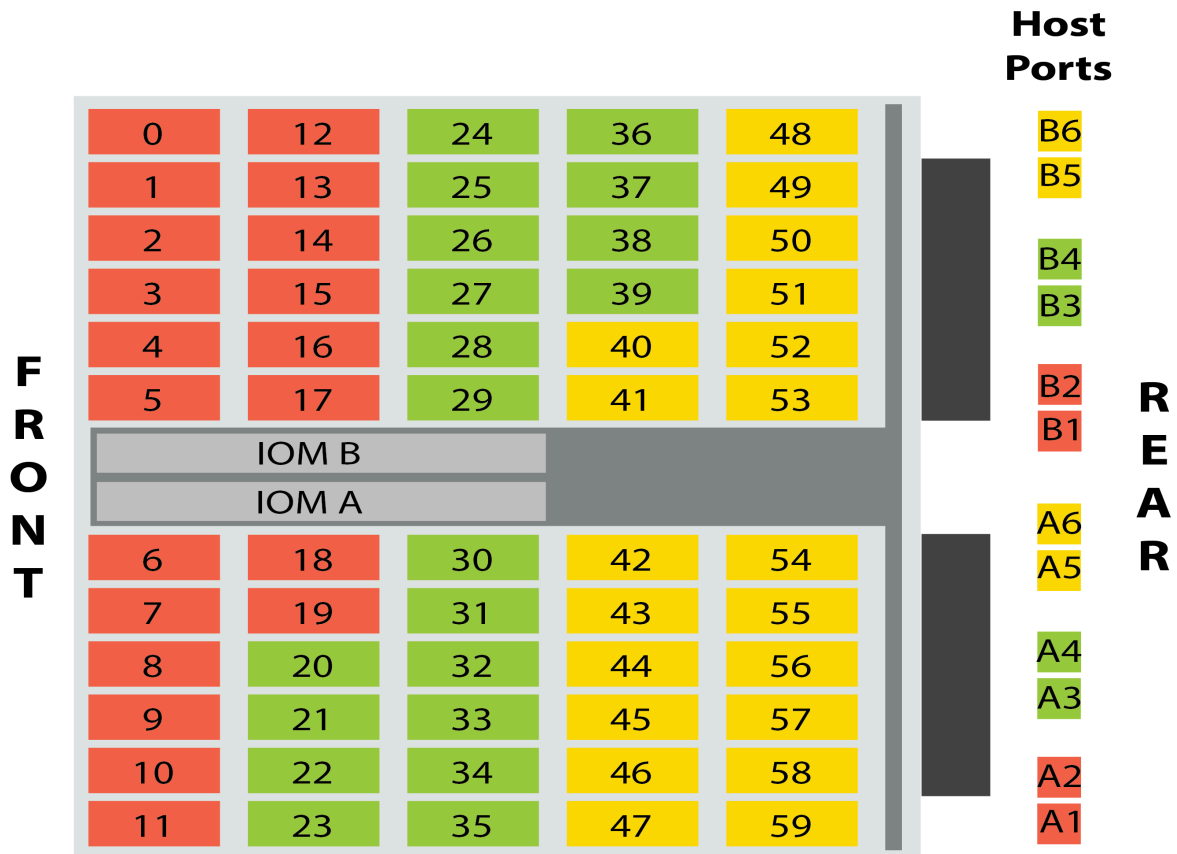 Host
Ports
0 12 24 36 48 B6
1 13 25 37 49 B5
2 14 26 38 50 B4
3 15 27 39 51 B3
4 16 28 40 52 B2
5 17 29 41 53 B1
IOM B
IOM A
6 18 30 42 54 A6
7 19 31 43 55 A5
8 20 32 44 56 A4
9 21 33 45 57 A3
10 22 34 46 58 A2
11 23 35 47 59 A1
FRONT
REAR